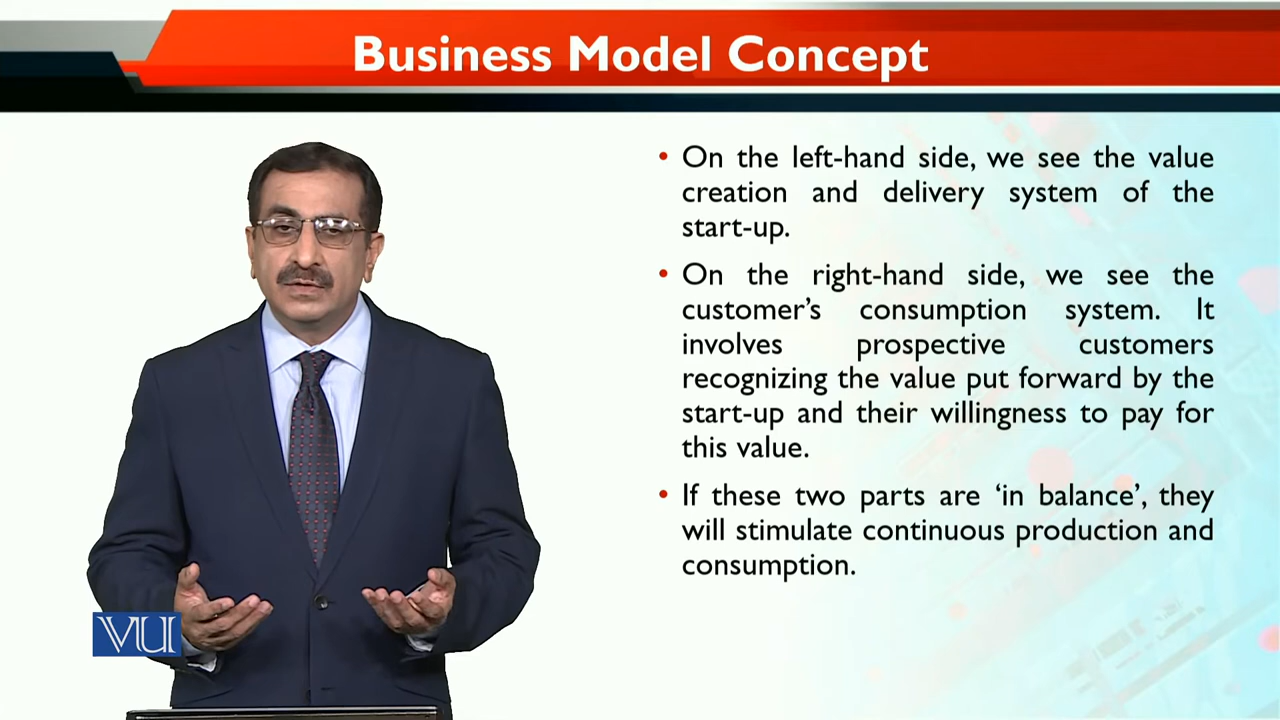 Business Model Concept
• On the left-hand side, we see the value
creation and delivery system of the
start-up.
• On the right-hand side, we see the
customer's consumption system. It
involves prospective customers
recognizing the value put forward by the
start-up and their willingness to pay for
this value.
• If these two parts are ‘in balance’, they
will stimulate continuous production and
consumption.
VU